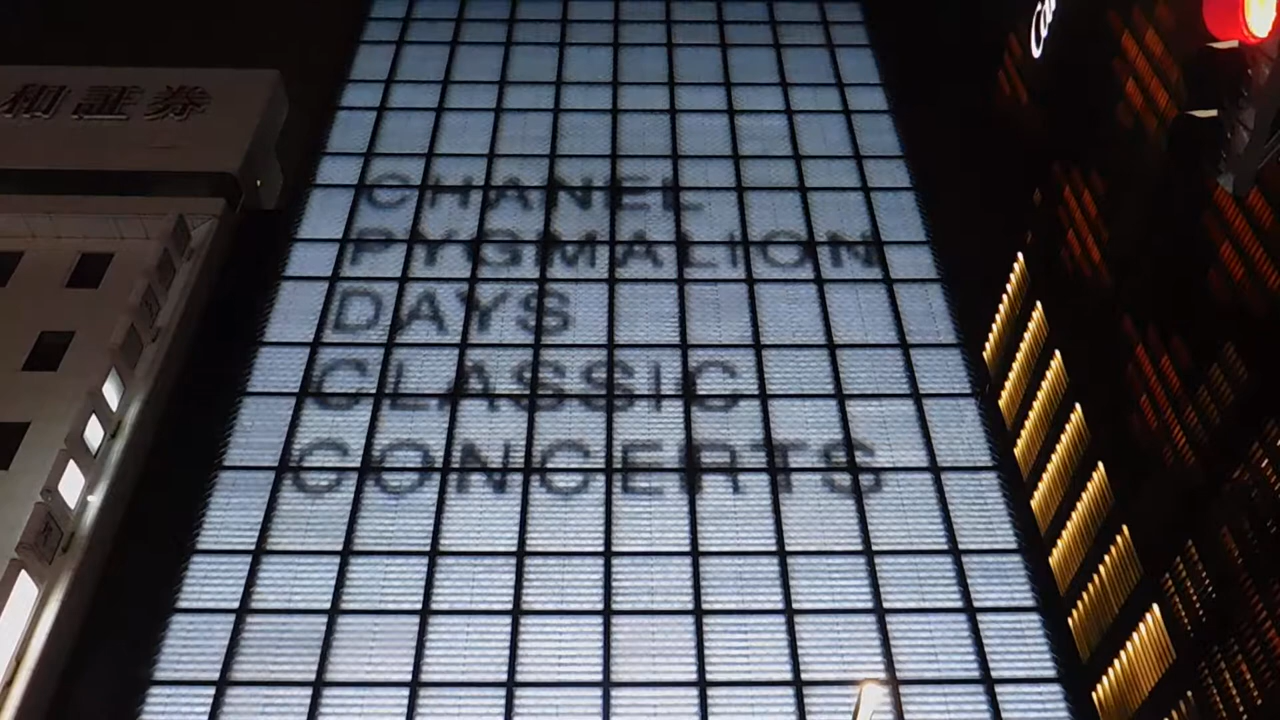 和証券
CHANEL
PYGMALION
DAYS
CLASSIC
CONCERTS